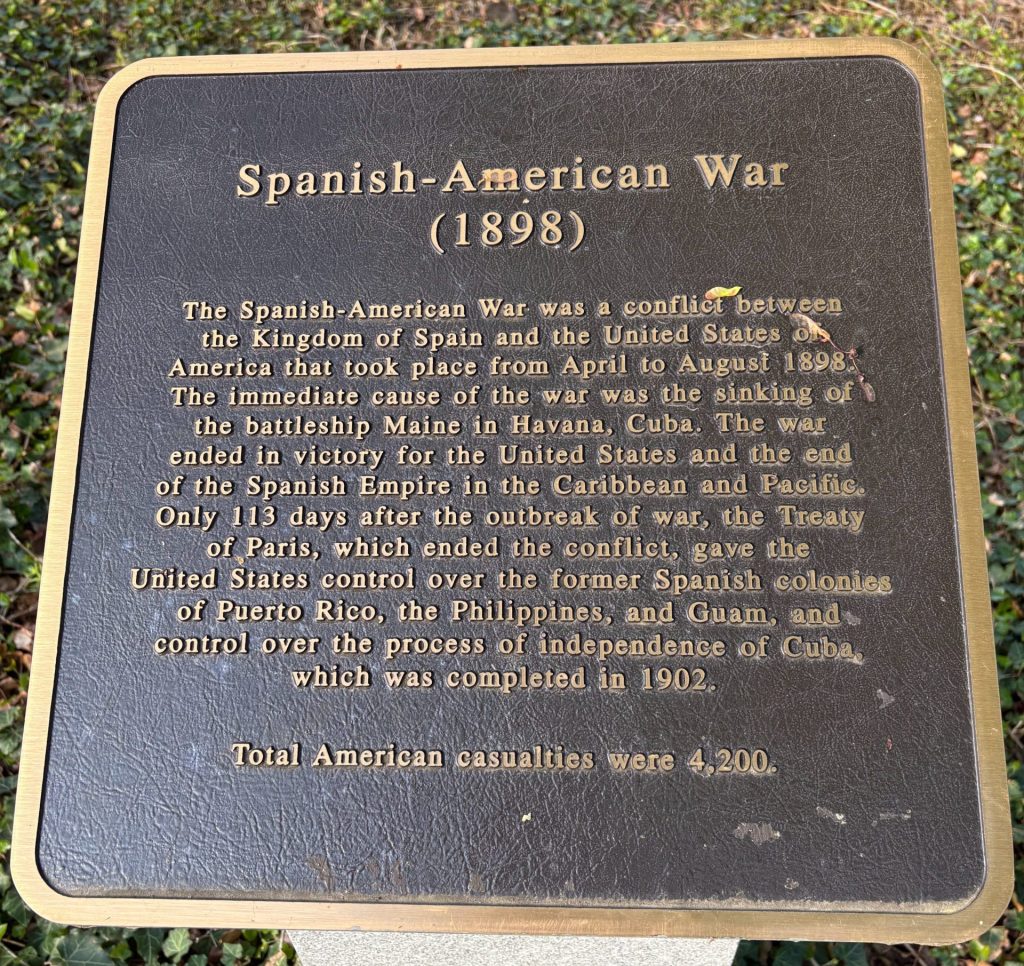 Spanish-American War
(1898)
The Spanish-American War was a conflict between
the Kingdom of Spain and the United States of
America that took place from April to August 1898.
The immediate cause of the war was the sinking of
the battleship Maine in Havana, Cuba. The war
ended in victory for the United States and the end
of the Spanish Empire in the Caribbean and Pacific.
Only 113 days after the outbreak of war, the Treaty
of Paris, which ended the conflict, gave the
United States control over the former Spanish colonies
of Puerto Rico, the Philippines, and Guam, and
control over the process of independence of Cuba,
which was completed in 1902.
Total American casualties were 4,200.